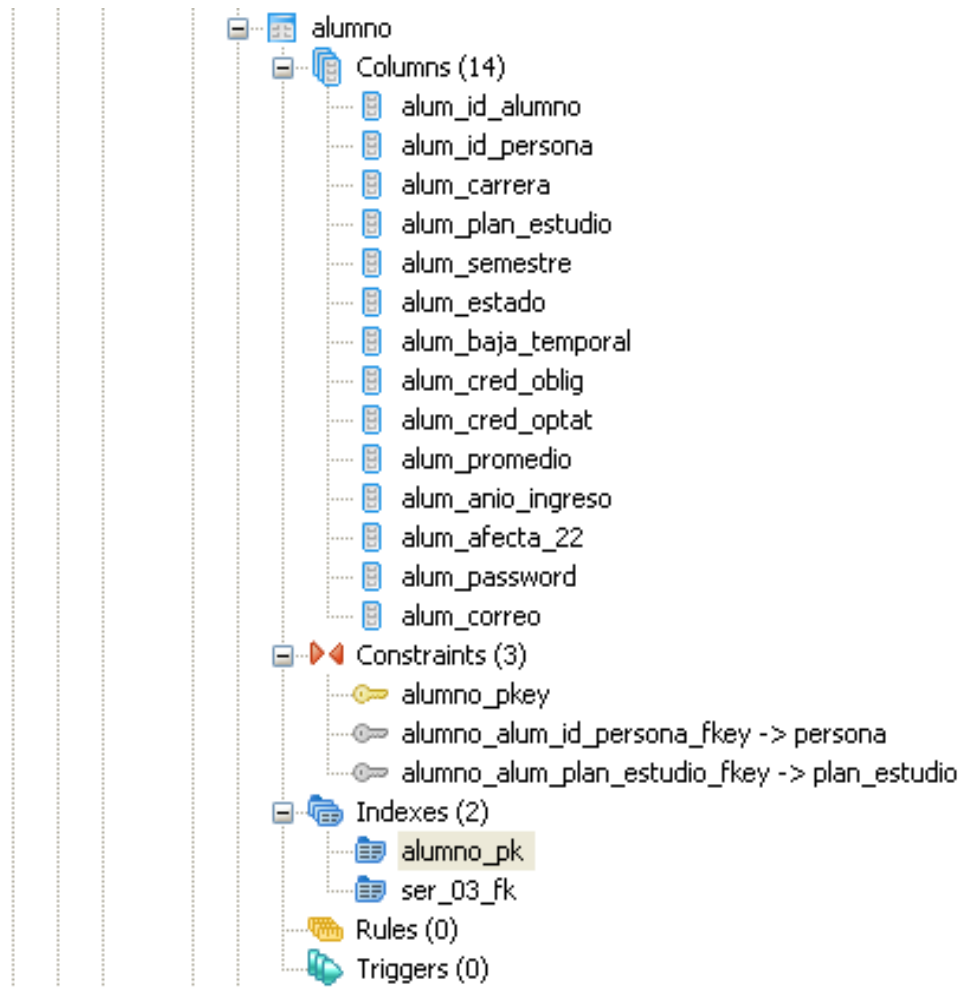 alumno
Columns (14)
alum_id_alumno
alum_id_persona
alum_carrera
alum_plan_estudio
alum_semestre
alum_estado
alum_baja_temporal
alum_cred_oblig
alum_cred_optat
alum_promedio
alum_anio_ingreso
alum_afecta_22
alum_password
alum_correo
Constraints (3)
alumno_pkey
alumno_alum_id_persona_fkey -> persona
alumno_alum_plan_estudio_fkey -> plan_estudio
Indexes (2)
alumno_pk
ser_03_fk
Rules (0)
Triggers (0)